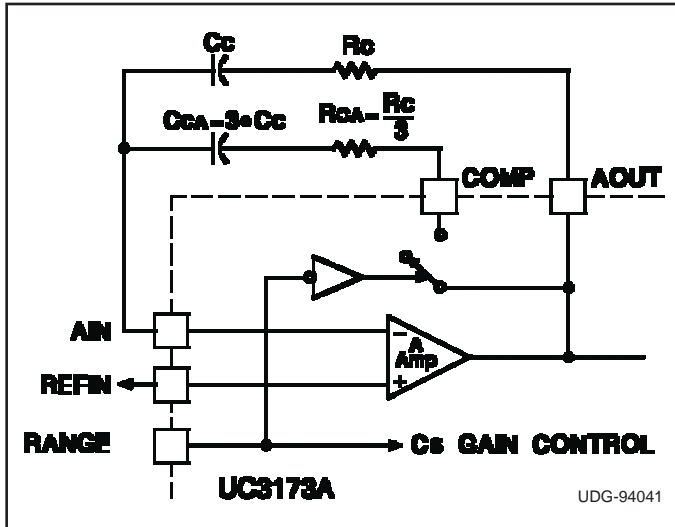 Cc Rc
CCA=3•Cc RCA=Rc/3
COMP AOUT
AIN
−
A
Amp
+
REFIN
RANGE
Cs GAIN CONTROL
UC3173A
UDG-94041